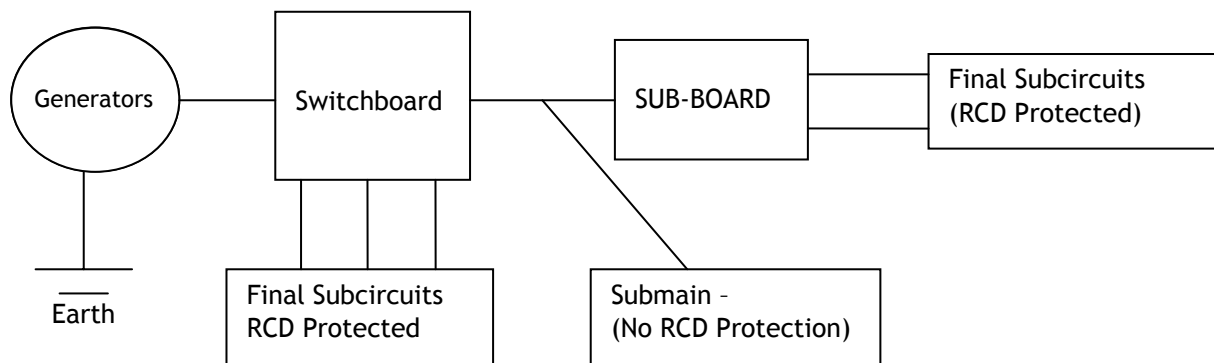 Generators
Switchboard
SUB-BOARD
Final Subcircuits
(RCD Protected)
Earth
Final Subcircuits
RCD Protected
Submain -
(No RCD Protection)